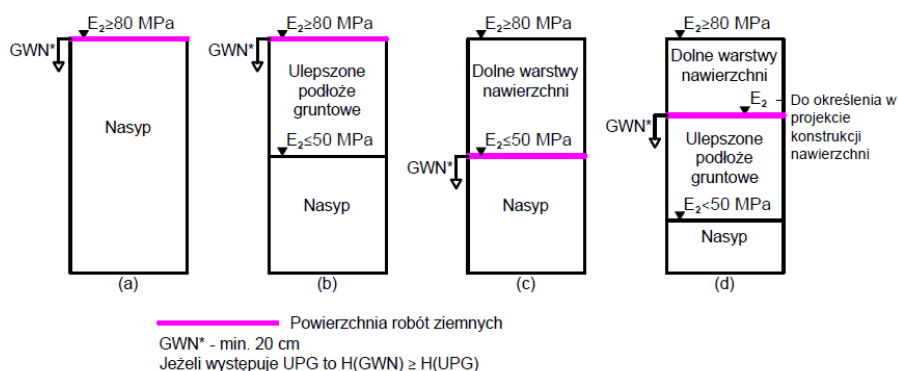 E₂≥80 MPa
GWN*
Nasyp
(a)
E₂≥80 MPa
GWN*
Ulepszone
podłoże
gruntowe
E₂≤50 MPa
Nasyp
(b)
E₂≥80 MPa
Dolne warstwy
nawierzchni
E₂≤50 MPa
GWN*
Nasyp
(c)
E₂≥80 MPa
Dolne warstwy
nawierzchni
E₂ - Do określenia w
projekcie
konstrukcji
nawierzchni
GWN*
Ulepszone
podłoże
gruntowe
E₂<50 MPa
Nasyp
(d)
Powierzchnia robót ziemnych
GWN* - min. 20 cm
Jeżeli występuje UPG to H(GWN) ≥ H(UPG)